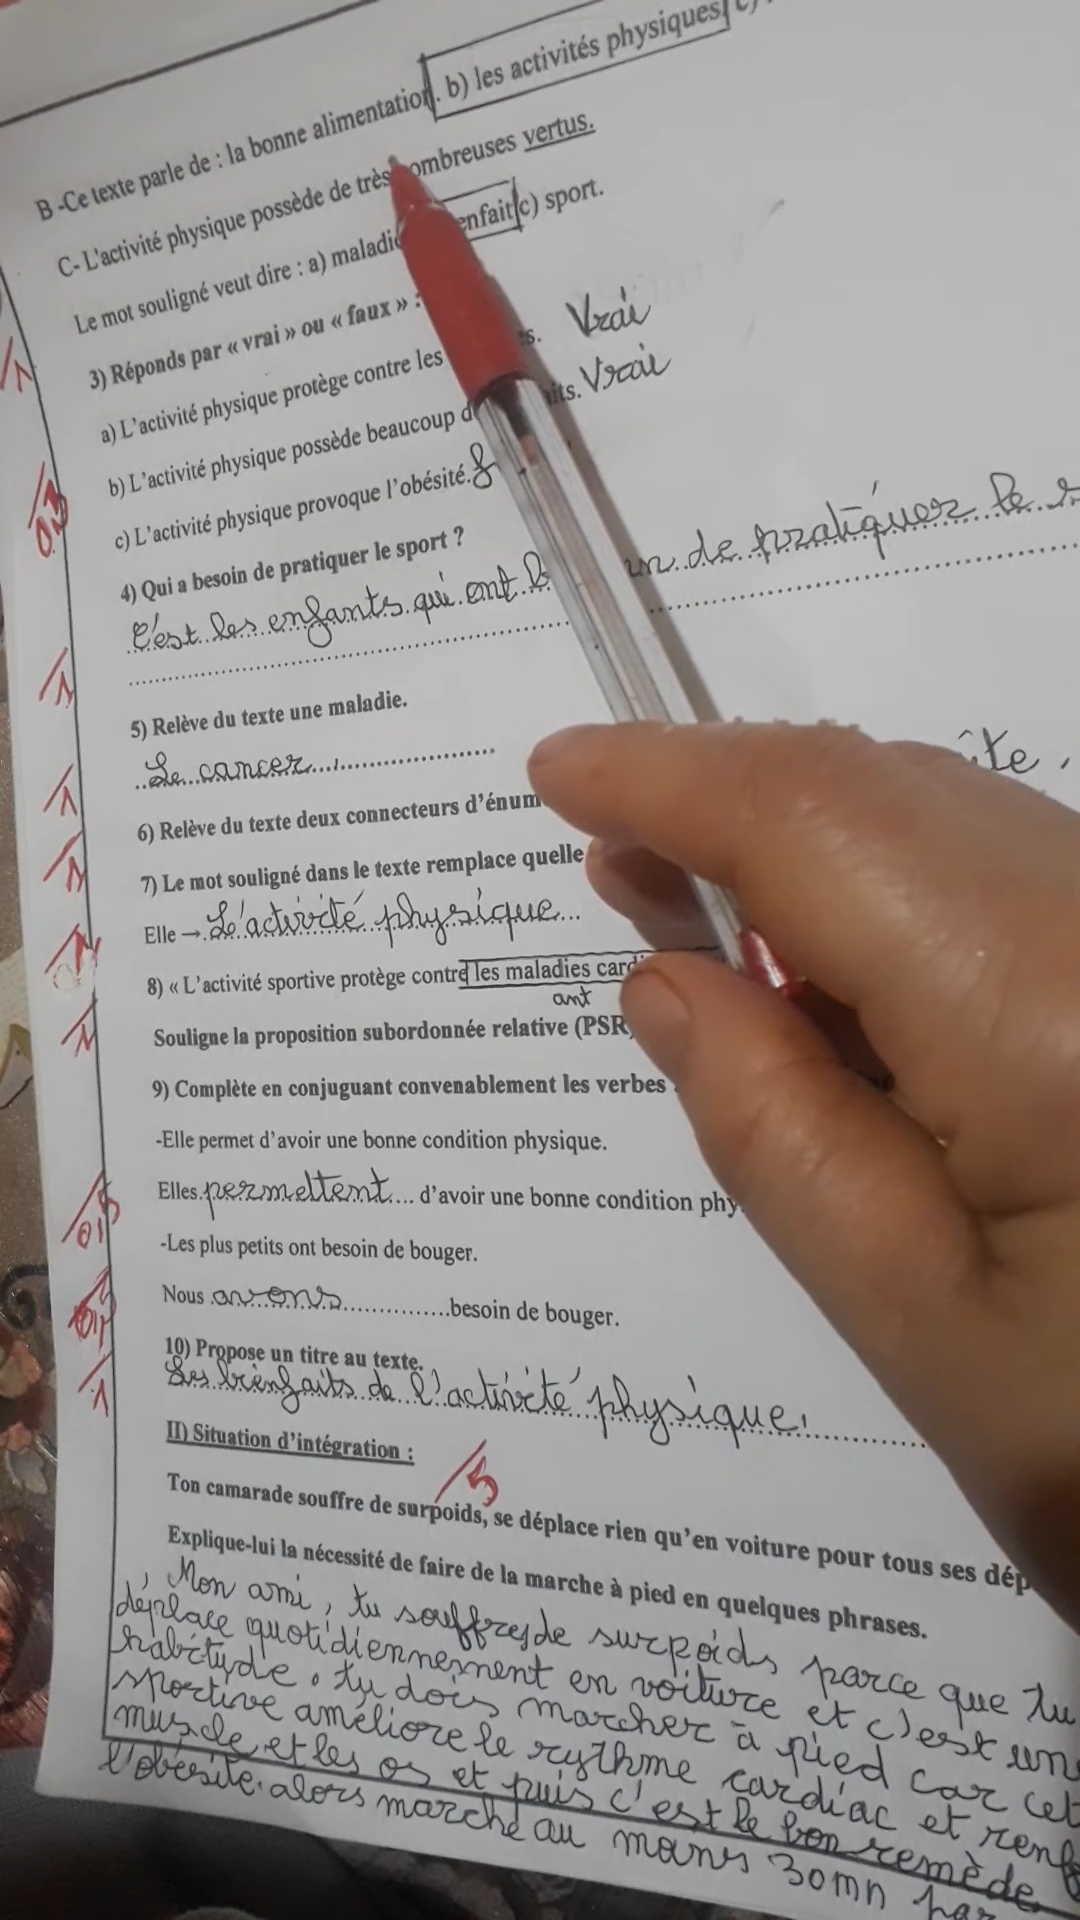 B -Ce texte parle de : la bonne alimentation. b) les activités physiques c)
C- L'activité physique possède de très nombreuses vertus.
Le mot souligné veut dire : a) maladie enfait c) sport.
3) Réponds par « vrai » ou « faux » :
a) L'activité physique protège contre les s. Vrai
b) L'activité physique possède beaucoup d aits. Vraie
c) L'activité physique provoque l'obésité. f
4) Qui a besoin de pratiquer le sport ?
C'est les enfants qui ont b in de pratiquer le s
5) Relève du texte une maladie.
Le cancer
ite.
6) Relève du texte deux connecteurs d'énum
7) Le mot souligné dans le texte remplace quelle
Elle → L'activité physique
8) « L'activité sportive protège contre les maladies card
ant
Souligne la proposition subordonnée relative (PSR)
9) Complète en conjuguant convenablement les verbes
-Elle permet d'avoir une bonne condition physique.
Elles permettent d'avoir une bonne condition phy
-Les plus petits ont besoin de bouger.
Nous avons besoin de bouger.
10) Propose un titre au texte.
Les bienfaits de l'activité physique.
II) Situation d'intégration :
/5
Ton camarade souffre de surpoids, se déplace rien qu'en voiture pour tous ses dép
Explique-lui la nécessité de faire de la marche à pied en quelques phrases.
Mon ami, tu souffres de surpoids parce que tu
déplace quotidiennement en voiture et c'est un
habitude. tu dois marcher à pied car cet
sportive améliore le rythme cardiac et renf
muscle et les os et puis c'est le bon remède
l'obésité. alors marche au moins 30mn par